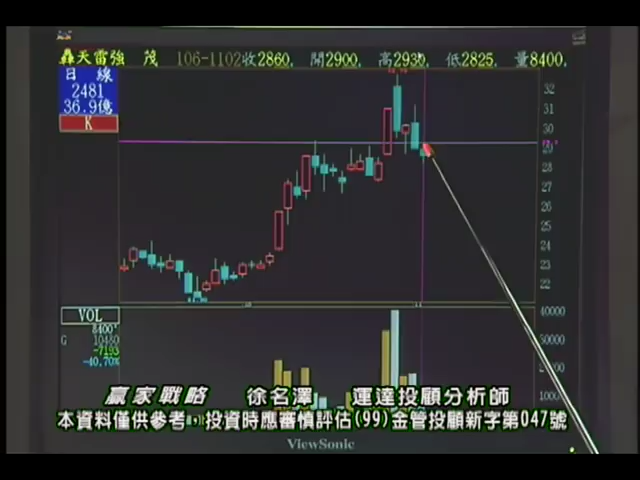 轟天雷強 茂 106-1102收2860, 開2900, 高2930, 低2825, 量8400,
日 線
2481
36.9億
K
32
31
30
29
28
27
26
25
24
23
22
VOL
8400
G 10480
-7193
-40.70%
40000
30000
贏家戰略 徐名澤 運達投顧分析師
本資料僅供參考，投資時應審慎評估(99)金管投顧新字第047號
ViewSonic